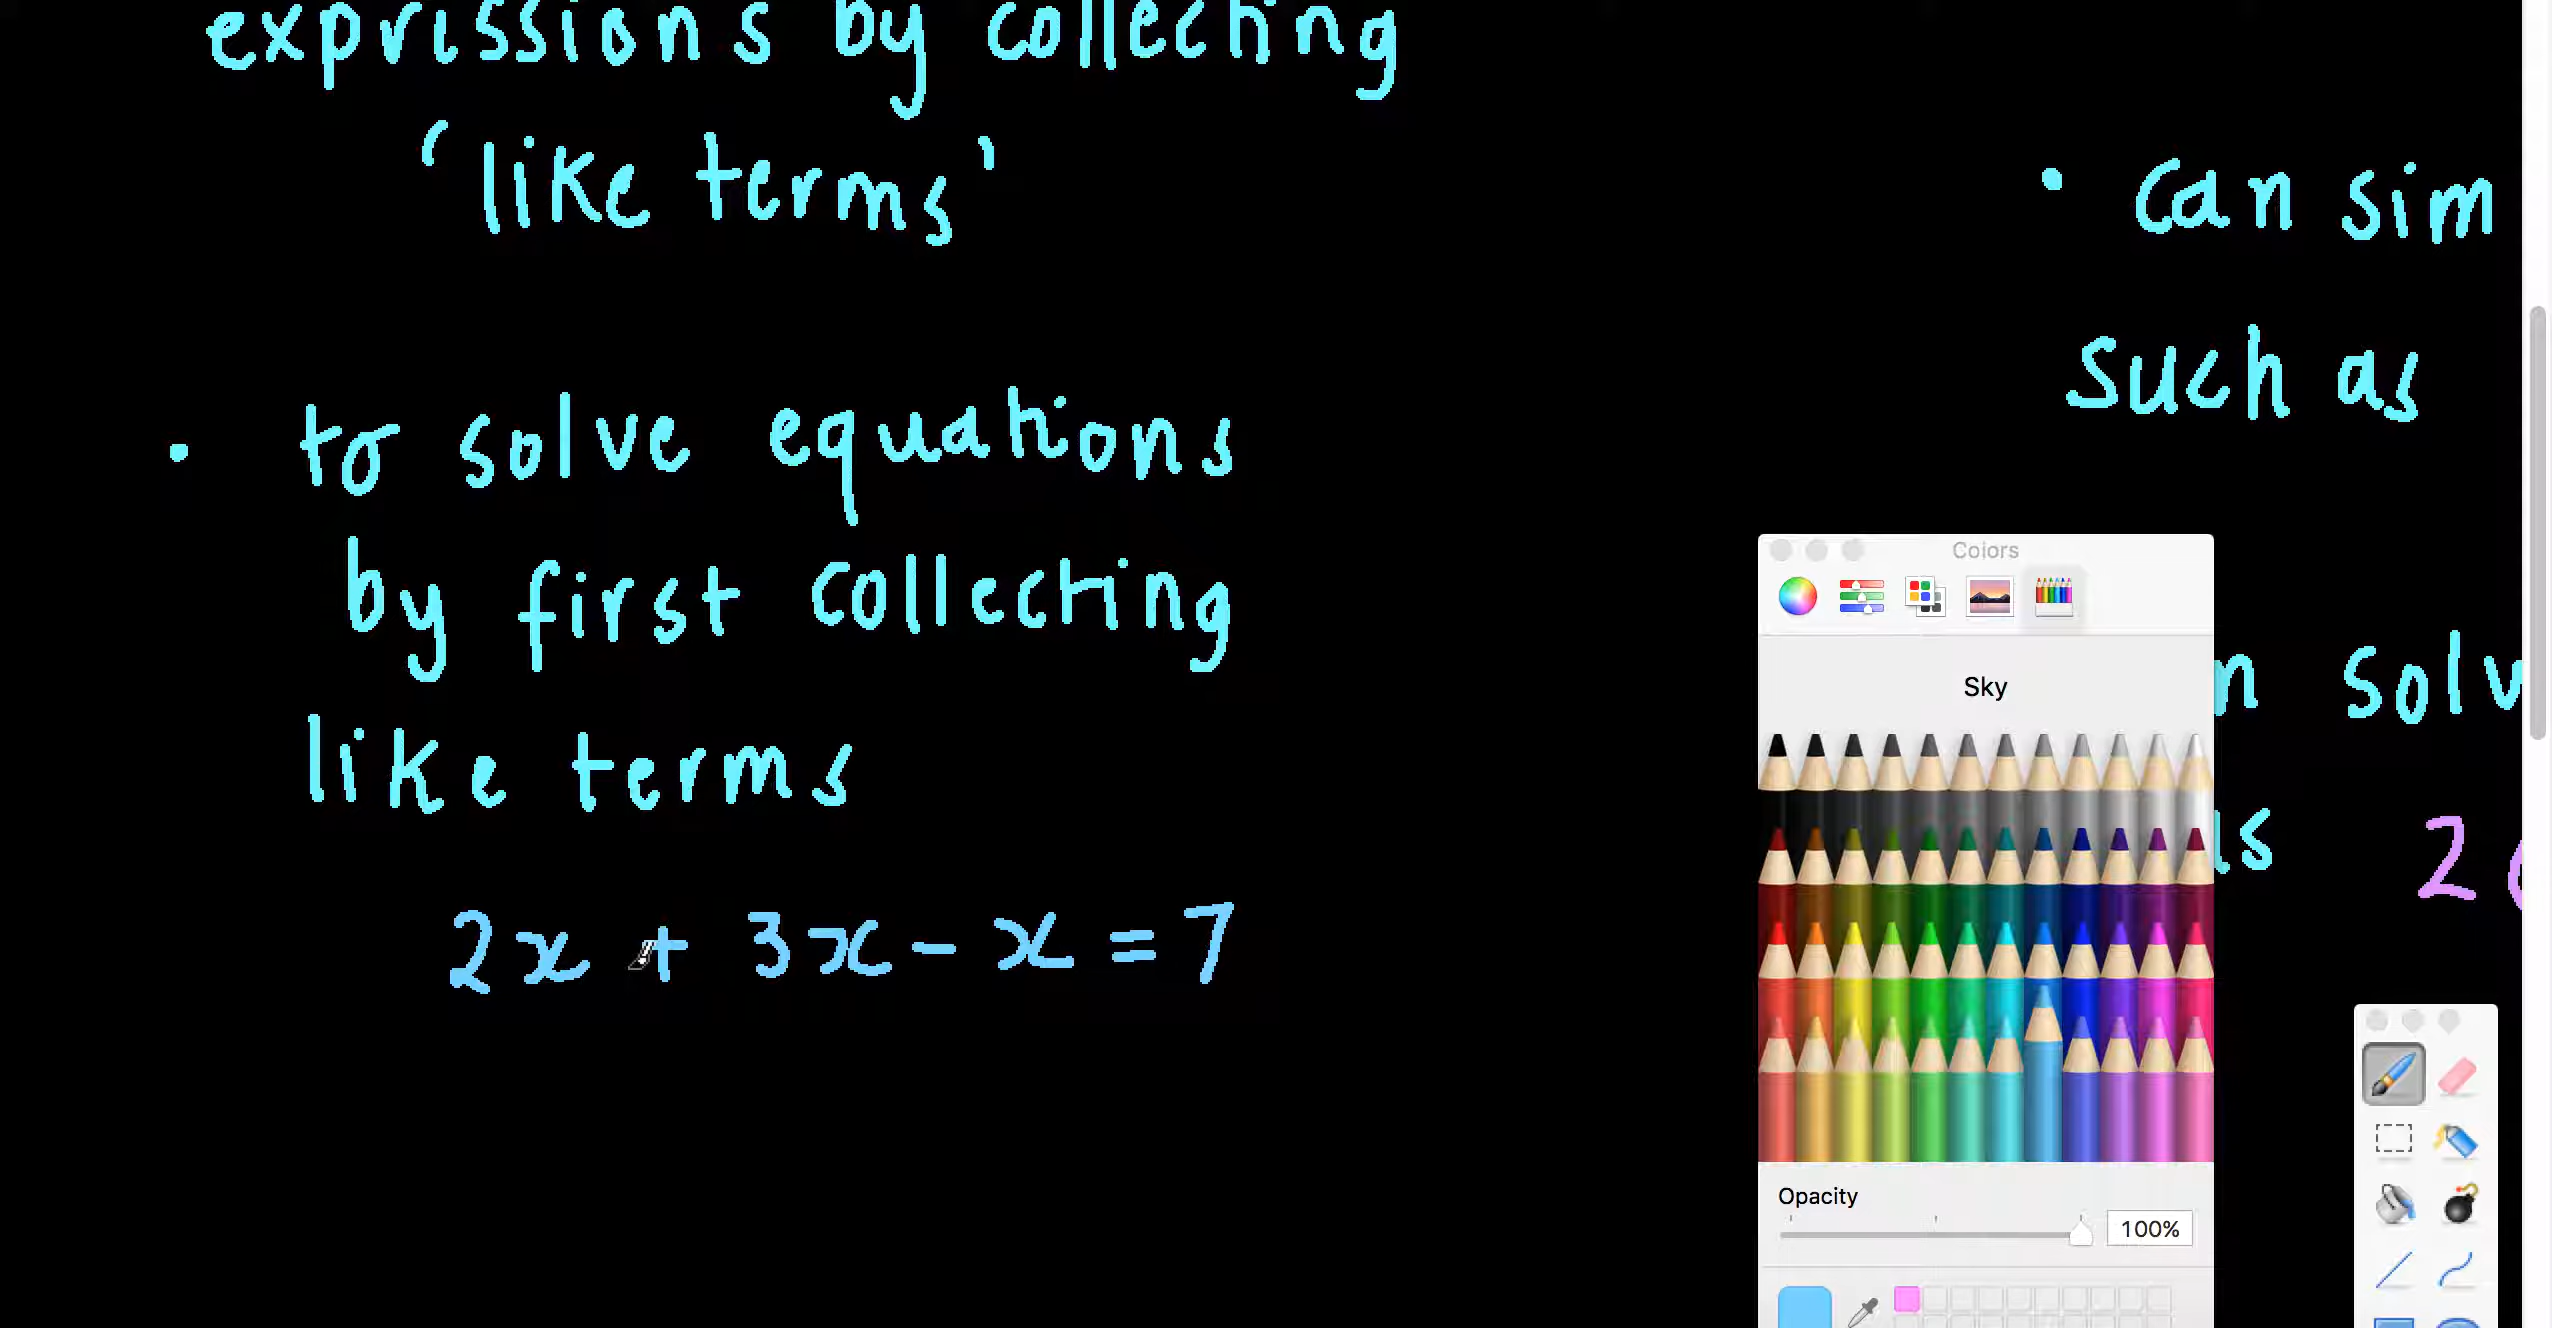 expressions by collecting
'like terms'
• to solve equations
by first collecting
like terms
2x + 3x - x = 7
• can sim
such as
n solv
s 2
Colors
Sky
Opacity
100%